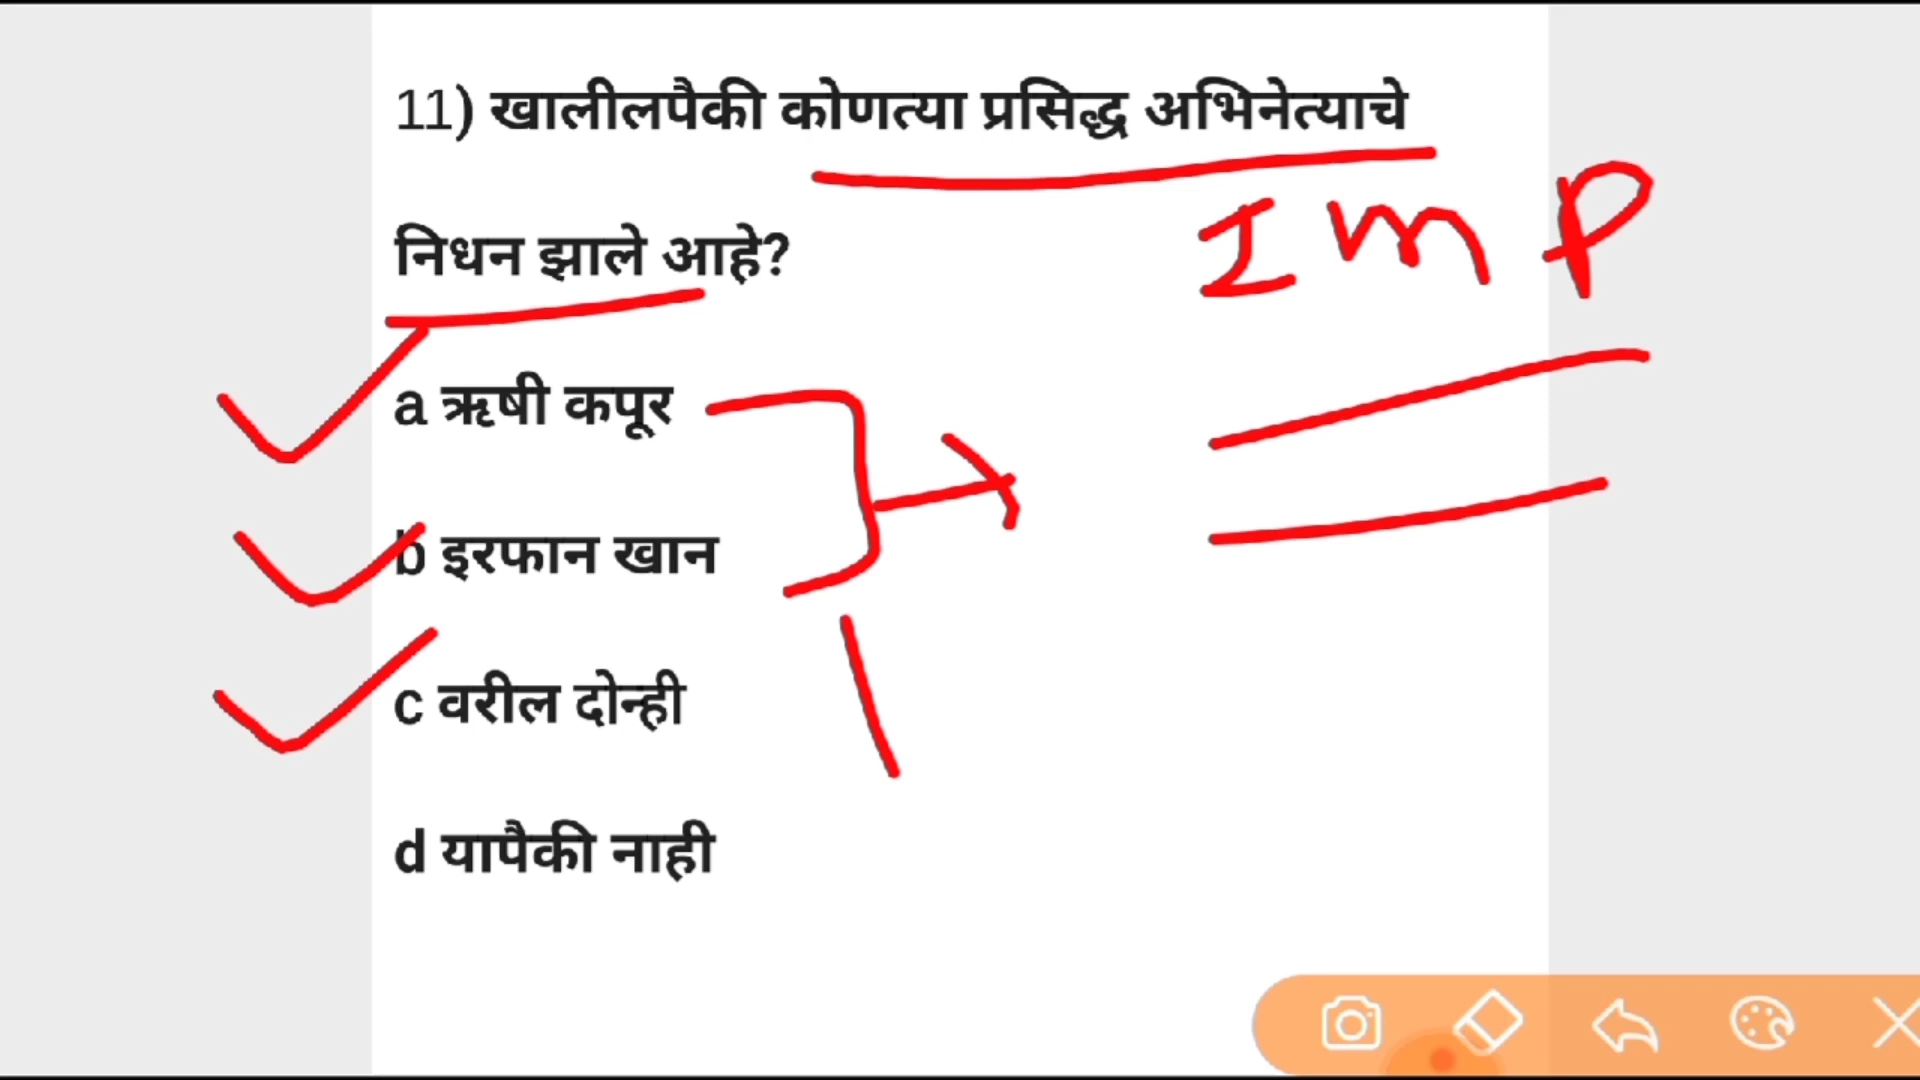 11) खालीलपैकी कोणत्या प्रसिद्ध अभिनेत्याचे
निधन झाले आहे?
Imp
a ऋषी कपूर
b इरफान खान
c वरील दोन्ही
d यापैकी नाही